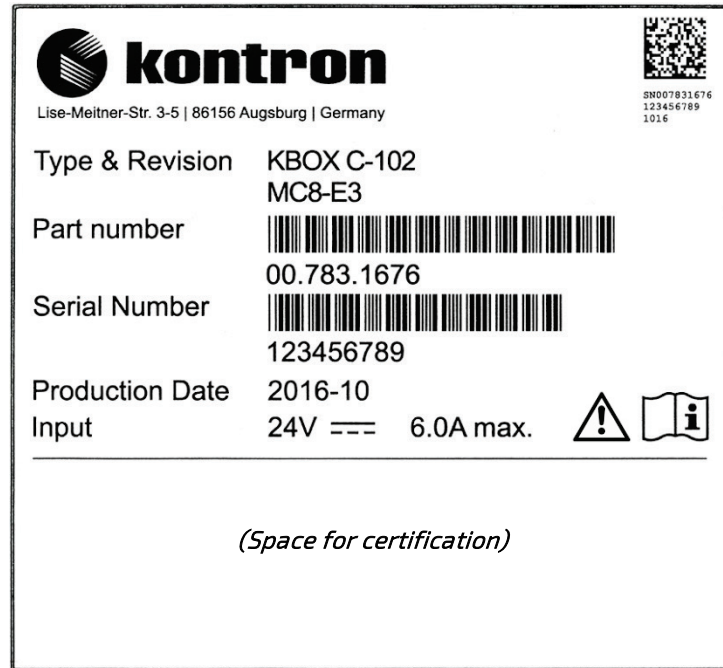 kontron
Lise-Meitner-Str. 3-5 | 86156 Augsburg | Germany
SN007831676
123456789
1016
Type & Revision KBOX C-102
MC8-E3
Part number
00.783.1676
Serial Number
123456789
Production Date 2016-10
Input 24V 6.0A max.
(Space for certification)